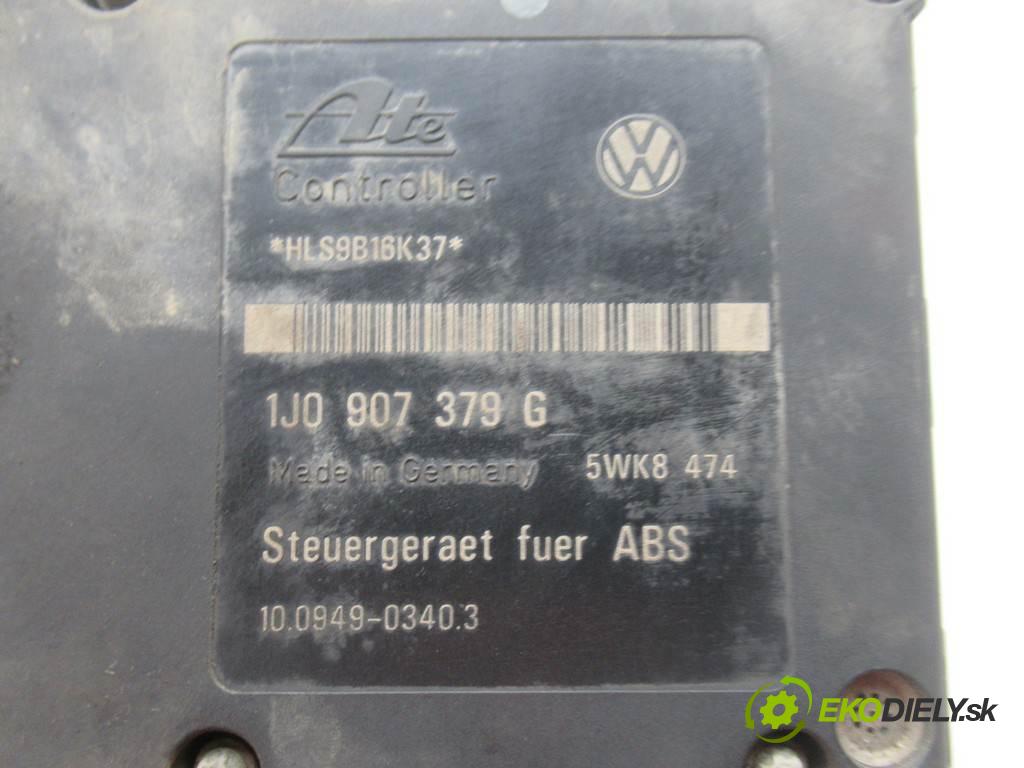 Ate
VW
Controller
*HLS9B16K37*
1J0 907 379 G
Made in Germany 5WK8 474
Steuergeraet fuer ABS
10.0949-0340.3
EKODIELY.sk